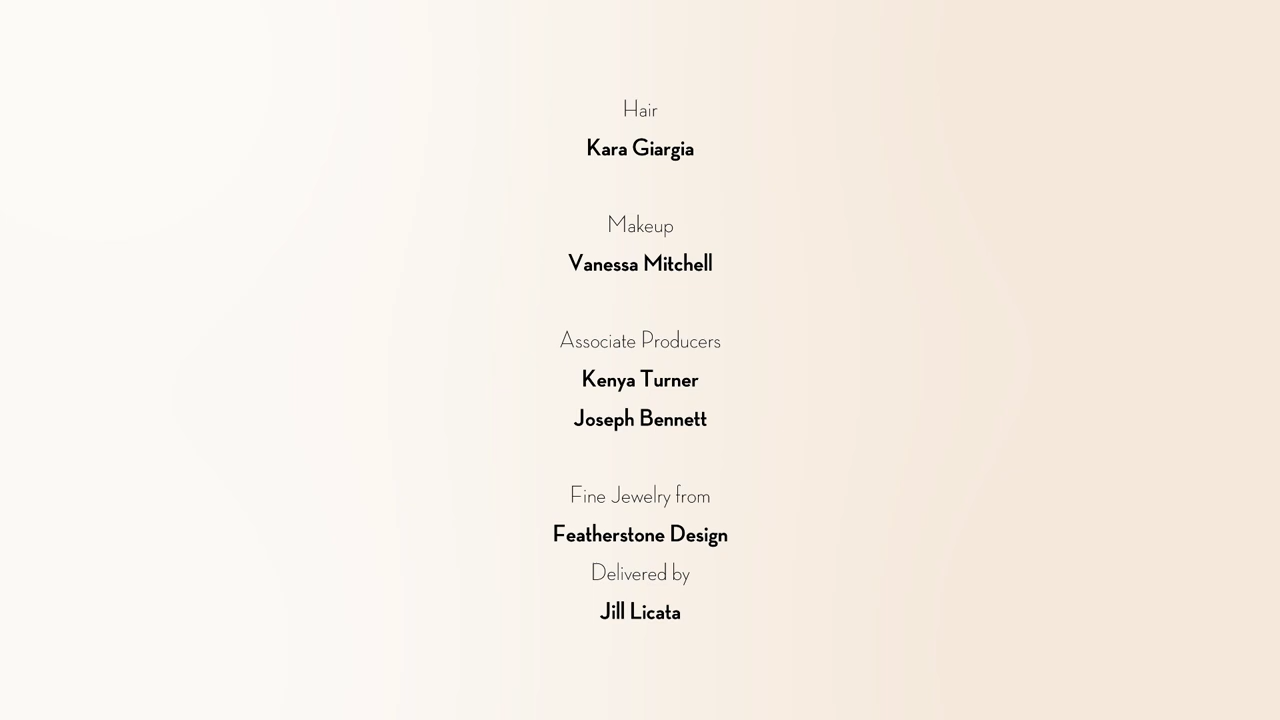 Hair
Kara Giargia
Makeup
Vanessa Mitchell
Associate Producers
Kenya Turner
Joseph Bennett
Fine Jewelry from
Featherstone Design
Delivered by
Jill Licata